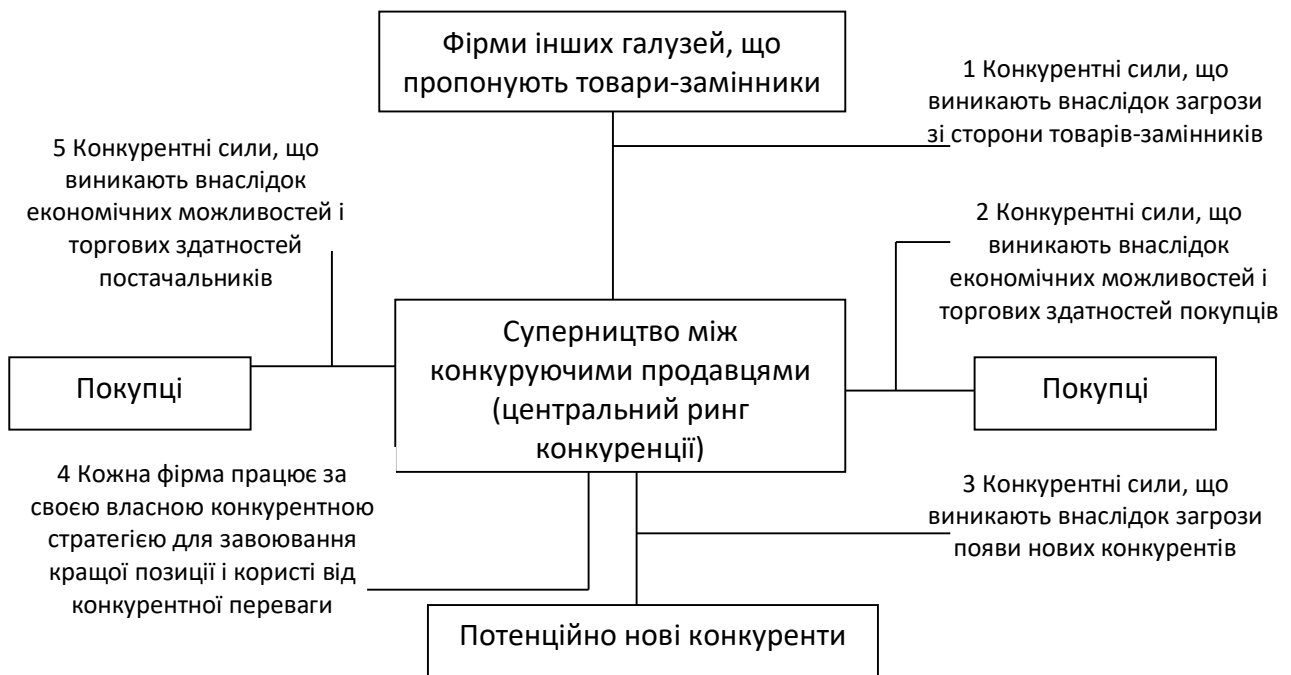 Фірми інших галузей, що
пропонують товари-замінники
1 Конкурентні сили, що
виникають внаслідок загрози
зі сторони товарів-замінників
5 Конкурентні сили, що
виникають внаслідок
економічних можливостей і
торгових здатностей
постачальників
2 Конкурентні сили, що
виникають внаслідок
економічних можливостей і
торгових здатностей покупців
Суперництво між
конкуруючими продавцями
(центральний ринг
конкуренції)
Покупці
Покупці
4 Кожна фірма працює за
своєю власною конкурентною
стратегією для завоювання
кращої позиції і користі від
конкурентної переваги
3 Конкурентні сили, що
виникають внаслідок загрози
появи нових конкурентів
Потенційно нові конкуренти